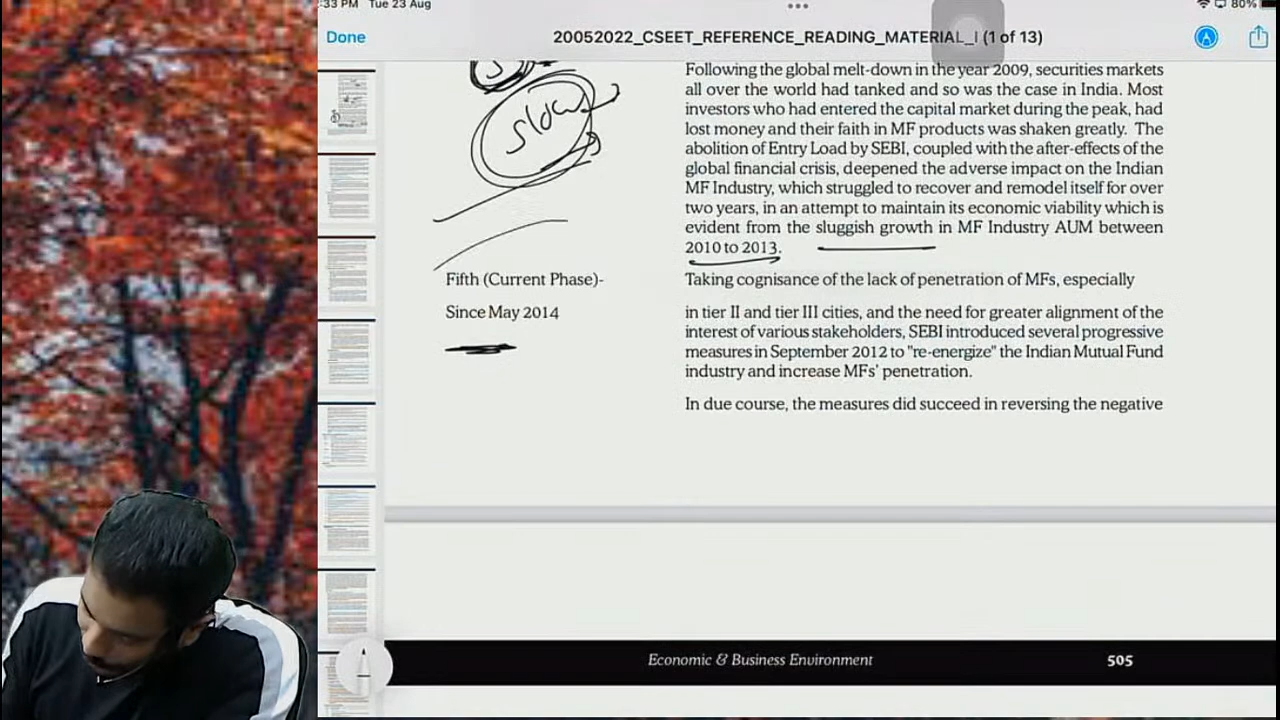 :33 PM Tue 23 Aug
80%
Done
20052022_CSEET_REFERENCE_READING_MATERIAL_I (1 of 13)
Following the global melt-down in the year 2009, securities markets
all over the world had tanked and so was the case in India. Most
investors who had entered the capital market during the peak, had
lost money and their faith in MF products was shaken greatly. The
abolition of Entry Load by SEBI, coupled with the after-effects of the
global financial crisis, deepened the adverse impact on the Indian
MF Industry, which struggled to recover and remodel itself for over
two years, in an attempt to maintain its economic viability which is
evident from the sluggish growth in MF Industry AUM between
2010 to 2013.
slow
Fifth (Current Phase)-
Since May 2014
Taking cognisance of the lack of penetration of MFs, especially
in tier II and tier III cities, and the need for greater alignment of the
interest of various stakeholders, SEBI introduced several progressive
measures in September 2012 to "re-energize" the Indian Mutual Fund
industry and increase MFs' penetration.
In due course, the measures did succeed in reversing the negative
Economic & Business Environment
505